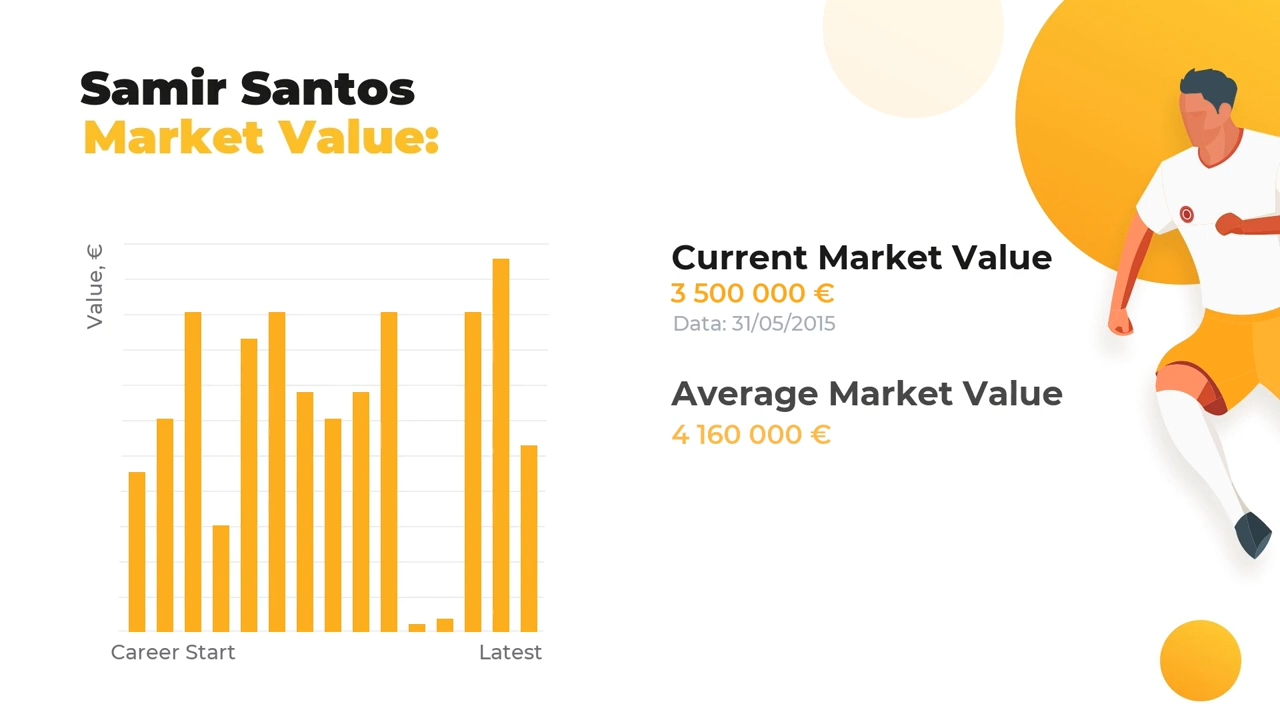 Samir Santos
Market Value:
Value, €
Career Start
Latest
Current Market Value
3 500 000 €
Data: 31/05/2015
Average Market Value
4 160 000 €